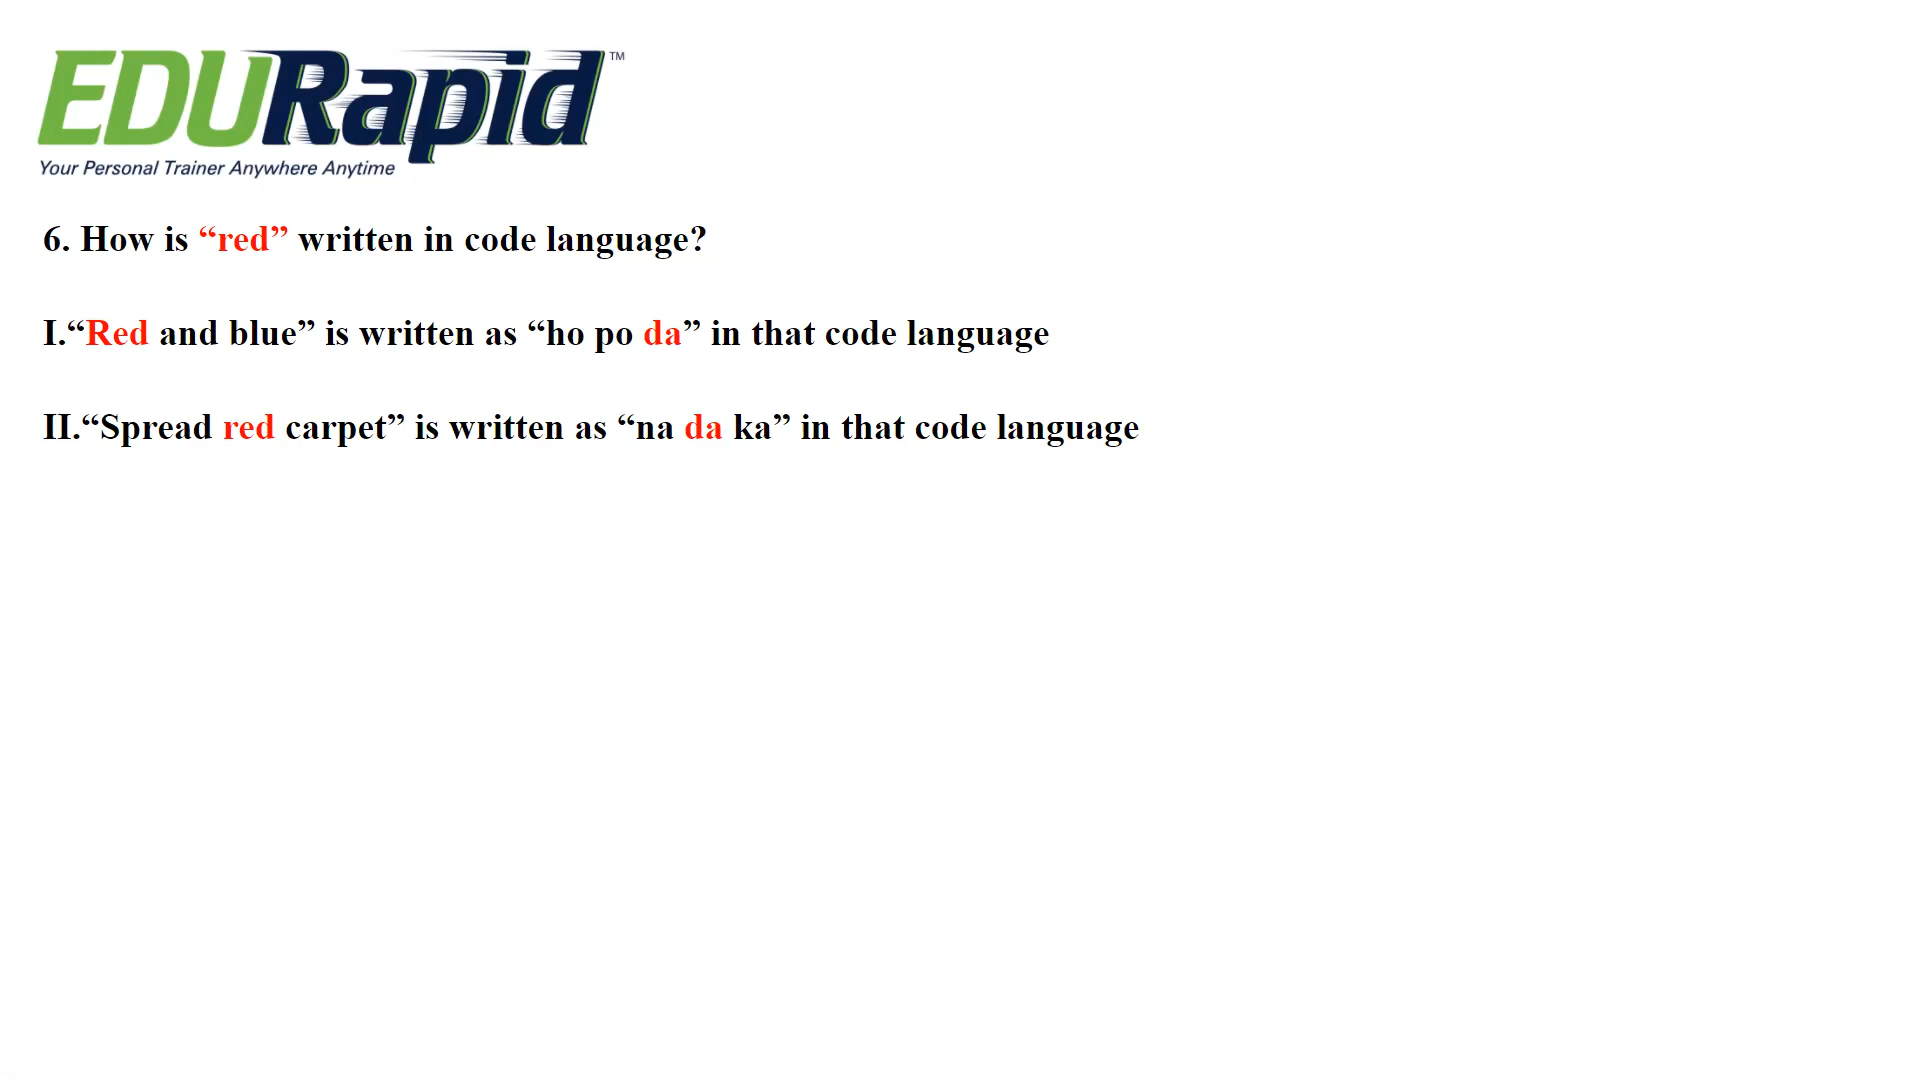 EDURapid™
Your Personal Trainer Anywhere Anytime
6. How is “red” written in code language?
I.“Red and blue” is written as “ho po da” in that code language
II.“Spread red carpet” is written as “na da ka” in that code language